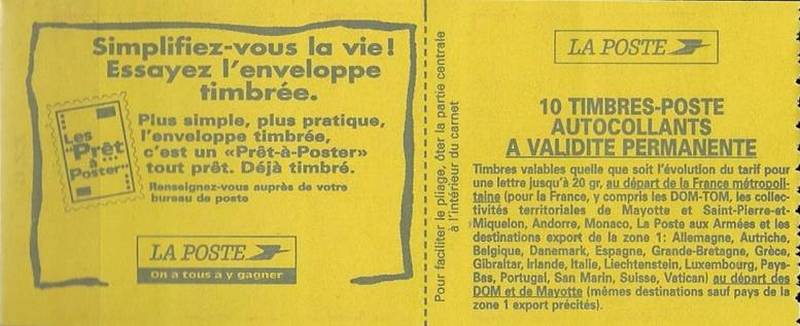 Simplifiez-vous la vie!
Essayez l'enveloppe
timbrée.
Les
"Prêt
à
Poster"
Plus simple, plus pratique,
l'enveloppe timbrée,
c'est un «Prêt-à-Poster»
tout prêt. Déjà timbré.
Renseignez-vous auprès de votre
bureau de poste
LA POSTE
On a tous a y gagner
Pour faciliter le pliage, ôter la partie centrale
à l'intérieur du carnet
LA POSTE
10 TIMBRES-POSTE
AUTOCOLLANTS
A VALIDITE PERMANENTE
Timbres valables quelle que soit l'évolution du tarif pour
une lettre jusqu'à 20 gr, au départ de la France métropoli-
taine (pour la France, y compris les DOM-TOM, les collec-
tivités territoriales de Mayotte et Saint-Pierre-et-
Miquelon, Andorre, Monaco, La Poste aux Armées et les
destinations export de la zone 1: Allemagne, Autriche,
Belgique, Danemark, Espagne, Grande-Bretagne, Grèce,
Gibraltar, Irlande, Italie, Liechtenstein, Luxembourg, Pays-
Bas, Portugal, San Marin, Suisse, Vatican) au départ des
DOM et de Mayotte (mêmes destinations sauf pays de la
zone 1 export précités).